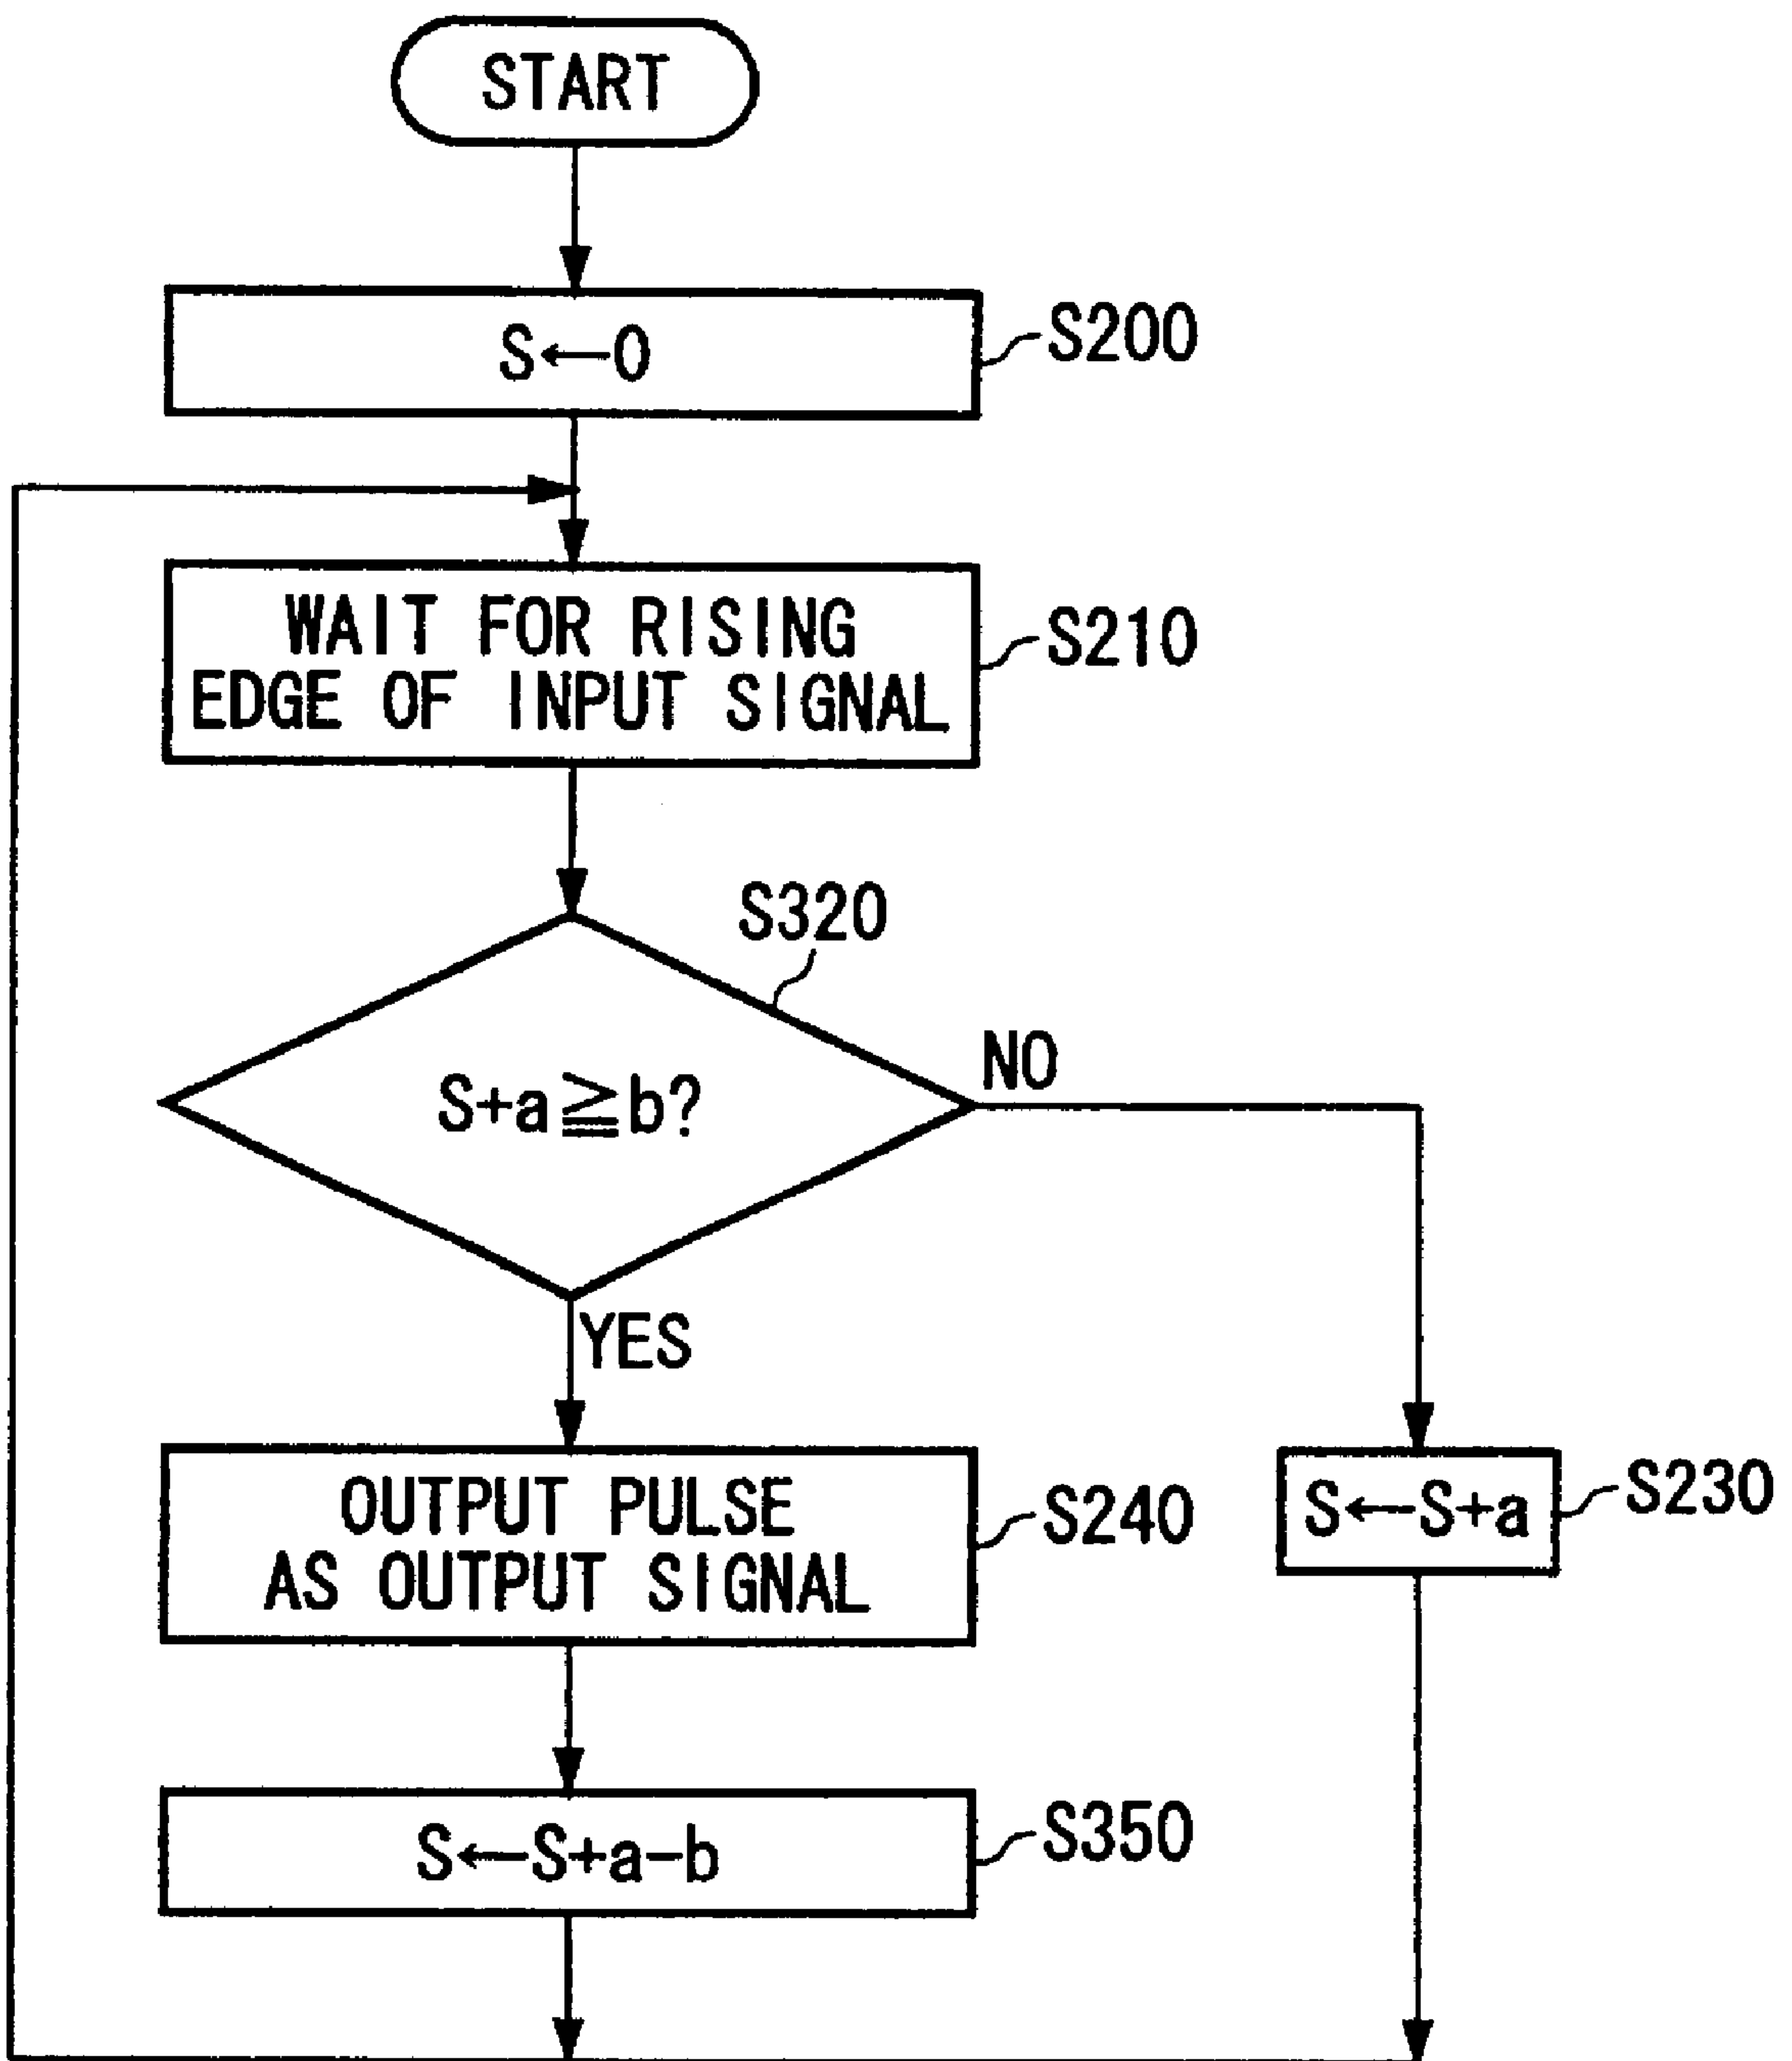 START
S←0
S200
WAIT FOR RISING
EDGE OF INPUT SIGNAL
S210
S320
S+a≧b?
NO
YES
OUTPUT PULSE
AS OUTPUT SIGNAL
S240
S←S+a
S230
S←S+a-b
S350